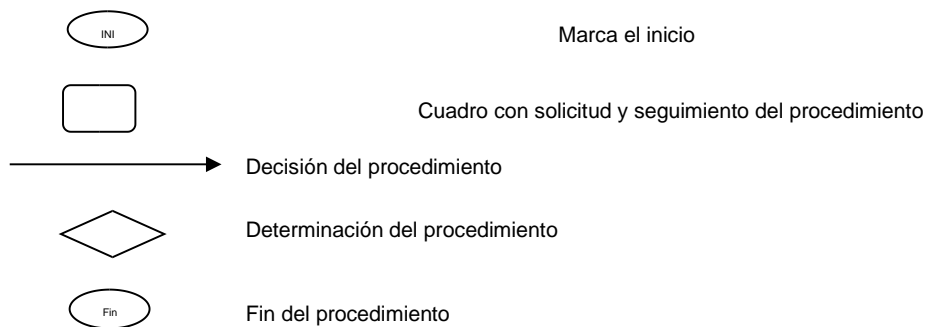 INI Marca el inicio
Cuadro con solicitud y seguimiento del procedimiento
Decisión del procedimiento
Determinación del procedimiento
Fin Fin del procedimiento